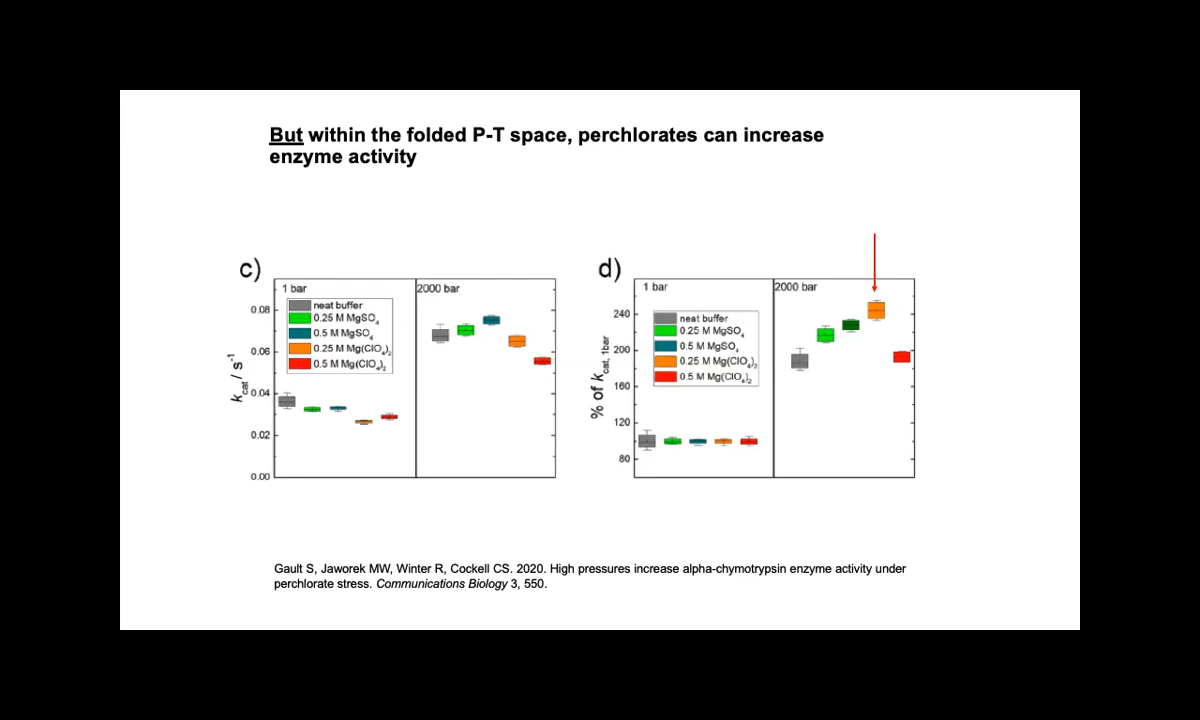 But within the folded P-T space, perchlorates can increase
enzyme activity
c)
1 bar
2000 bar
neat buffer
0.25 M MgSO₄
0.5 M MgSO₄
0.25 M Mg(ClO₄)₂
0.5 M Mg(ClO₄)₂
0.08
0.06
0.04
0.02
0.00
k_cat / s⁻¹
d)
1 bar
2000 bar
neat buffer
0.25 M MgSO₄
0.5 M MgSO₄
0.25 M Mg(ClO₄)₂
0.5 M Mg(ClO₄)₂
240
200
160
120
80
% of k_cat, 1bar
Gault S, Jaworek MW, Winter R, Cockell CS. 2020. High pressures increase alpha-chymotrypsin enzyme activity under
perchlorate stress. Communications Biology 3, 550.